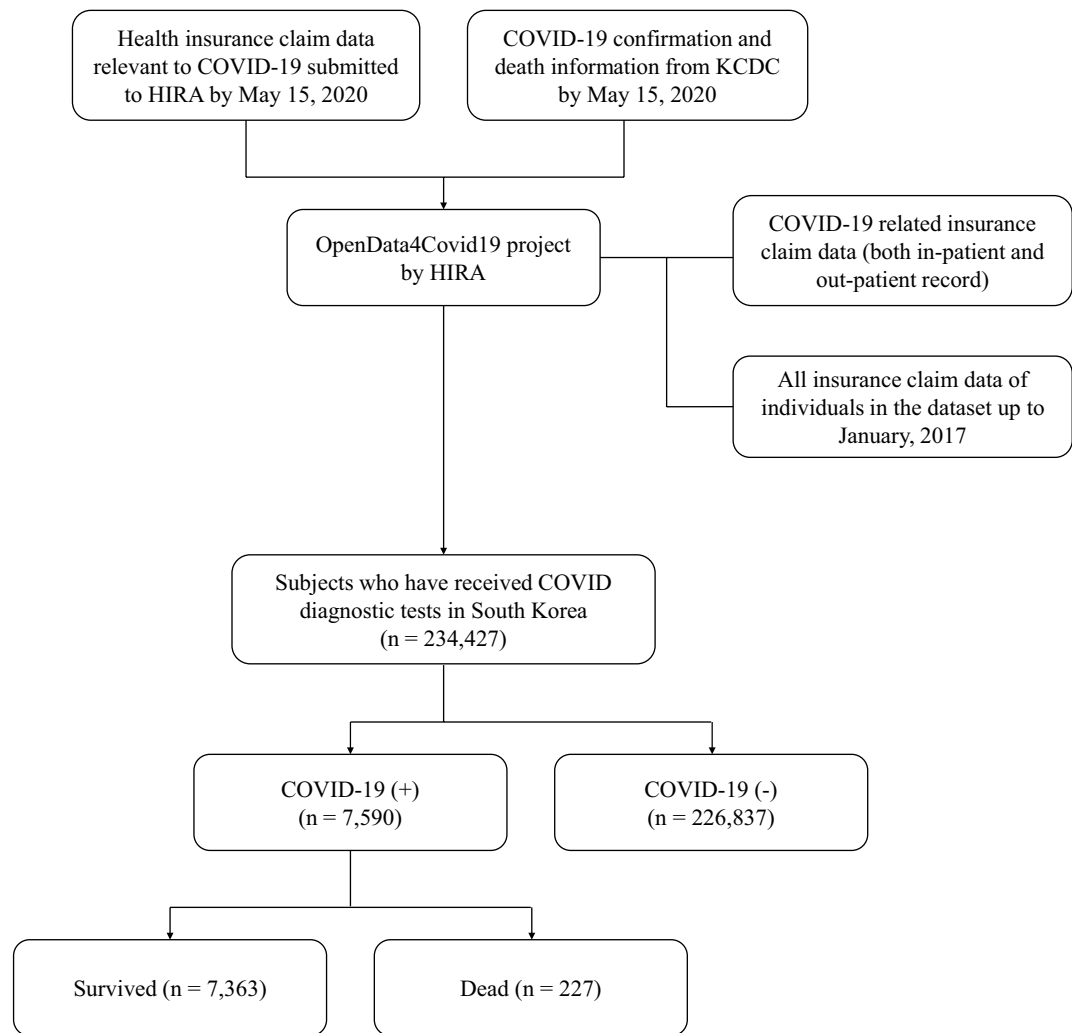 Health insurance claim data
relevant to COVID-19 submitted
to HIRA by May 15, 2020
COVID-19 confirmation and
death information from KCDC
by May 15, 2020
OpenData4Covid19 project
by HIRA
COVID-19 related insurance
claim data (both in-patient and
out-patient record)
All insurance claim data of
individuals in the dataset up to
January, 2017
Subjects who have received COVID
diagnostic tests in South Korea
(n = 234,427)
COVID-19 (+)
(n = 7,590)
COVID-19 (-)
(n = 226,837)
Survived (n = 7,363)
Dead (n = 227)